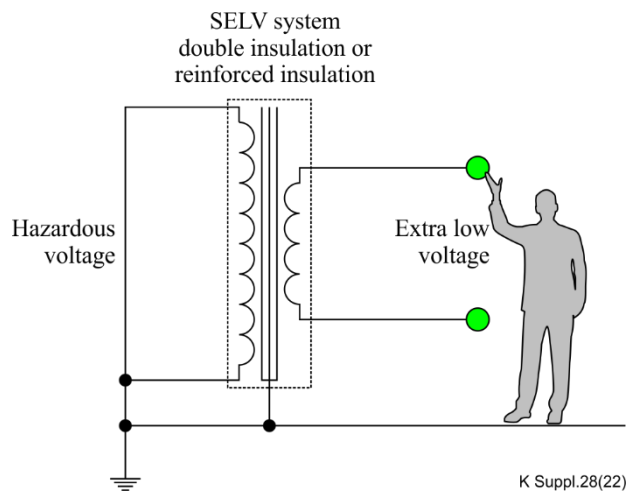 SELV system
double insulation or
reinforced insulation
Hazardous
voltage
Extra low
voltage
K Suppl.28(22)